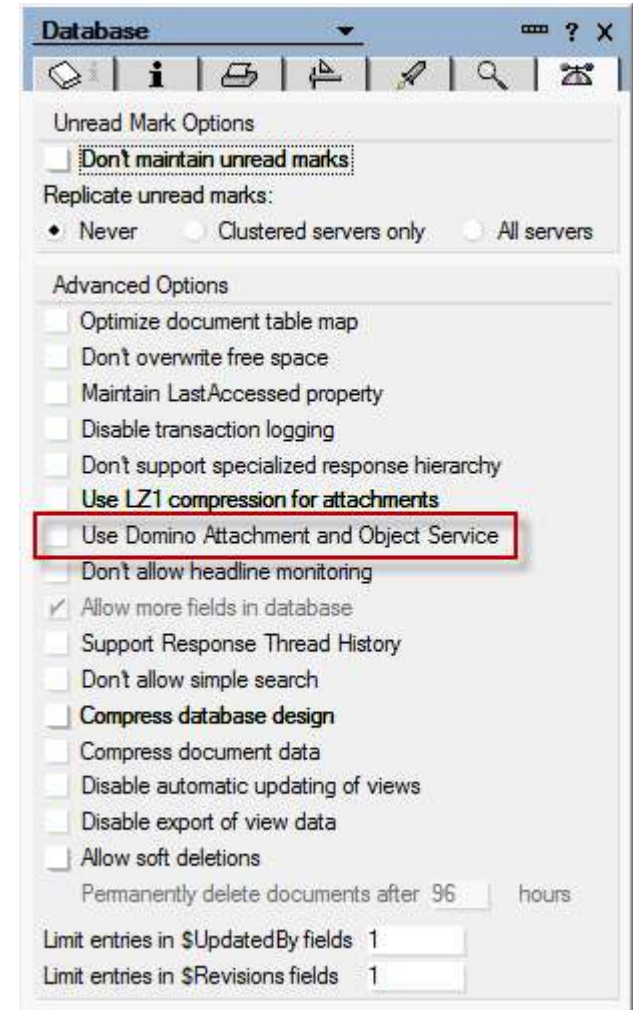 Database ? X
i i
Unread Mark Options
Don't maintain unread marks
Replicate unread marks:
Never Clustered servers only All servers
Advanced Options
Optimize document table map
Don't overwrite free space
Maintain LastAccessed property
Disable transaction logging
Don't support specialized response hierarchy
Use LZ1 compression for attachments
Use Domino Attachment and Object Service
Don't allow headline monitoring
Allow more fields in database
Support Response Thread History
Don't allow simple search
Compress database design
Compress document data
Disable automatic updating of views
Disable export of view data
Allow soft deletions
Permanently delete documents after 96 hours
Limit entries in $UpdatedBy fields 1
Limit entries in $Revisions fields 1